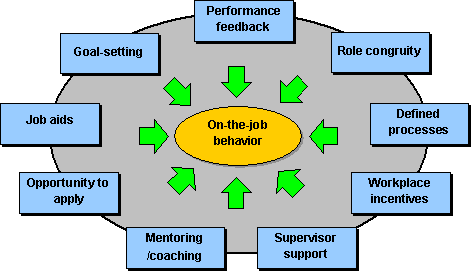 Performance
feedback
Goal-setting
Role congruity
Job aids
On-the-job
behavior
Defined
processes
Opportunity to
apply
Workplace
incentives
Mentoring
/coaching
Supervisor
support